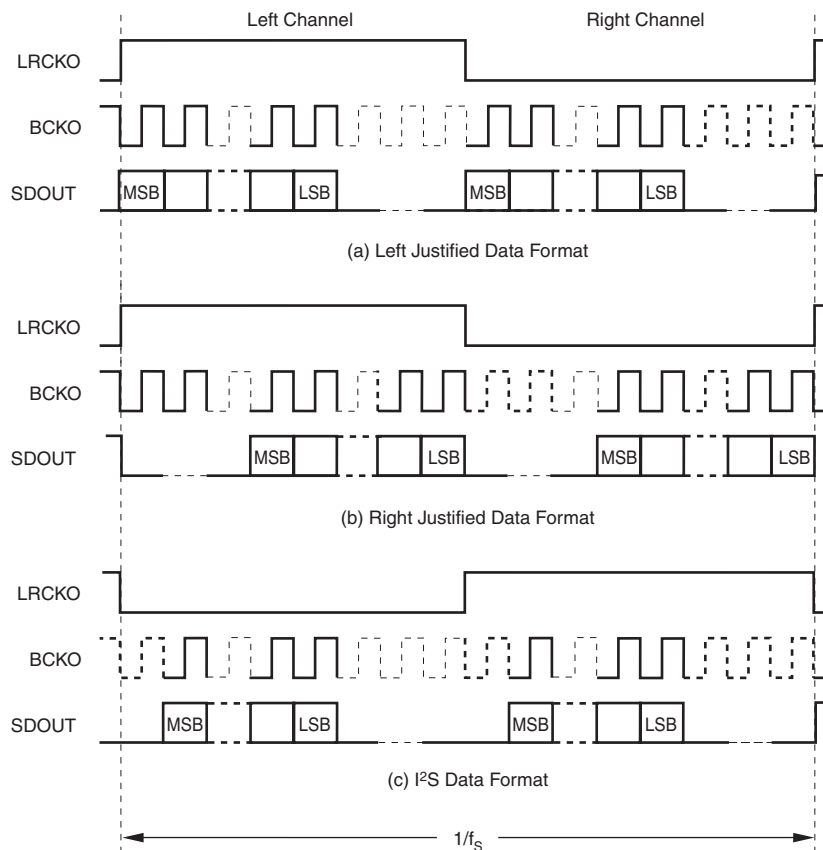 Left Channel Right Channel
LRCKO
BCKO
SDOUT MSB LSB MSB LSB
(a) Left Justified Data Format
LRCKO
BCKO
SDOUT MSB LSB MSB LSB
(b) Right Justified Data Format
LRCKO
BCKO
SDOUT MSB LSB MSB LSB
(c) I²S Data Format
1/fS